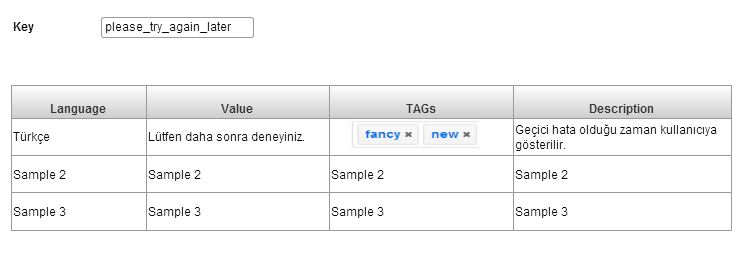 Key please_try_again_later
Language Value TAGs Description
Türkçe Lütfen daha sonra deneyiniz. fancy × new × Geçici hata olduğu zaman kullanıcıya
gösterilir.
Sample 2 Sample 2 Sample 2 Sample 2
Sample 3 Sample 3 Sample 3 Sample 3